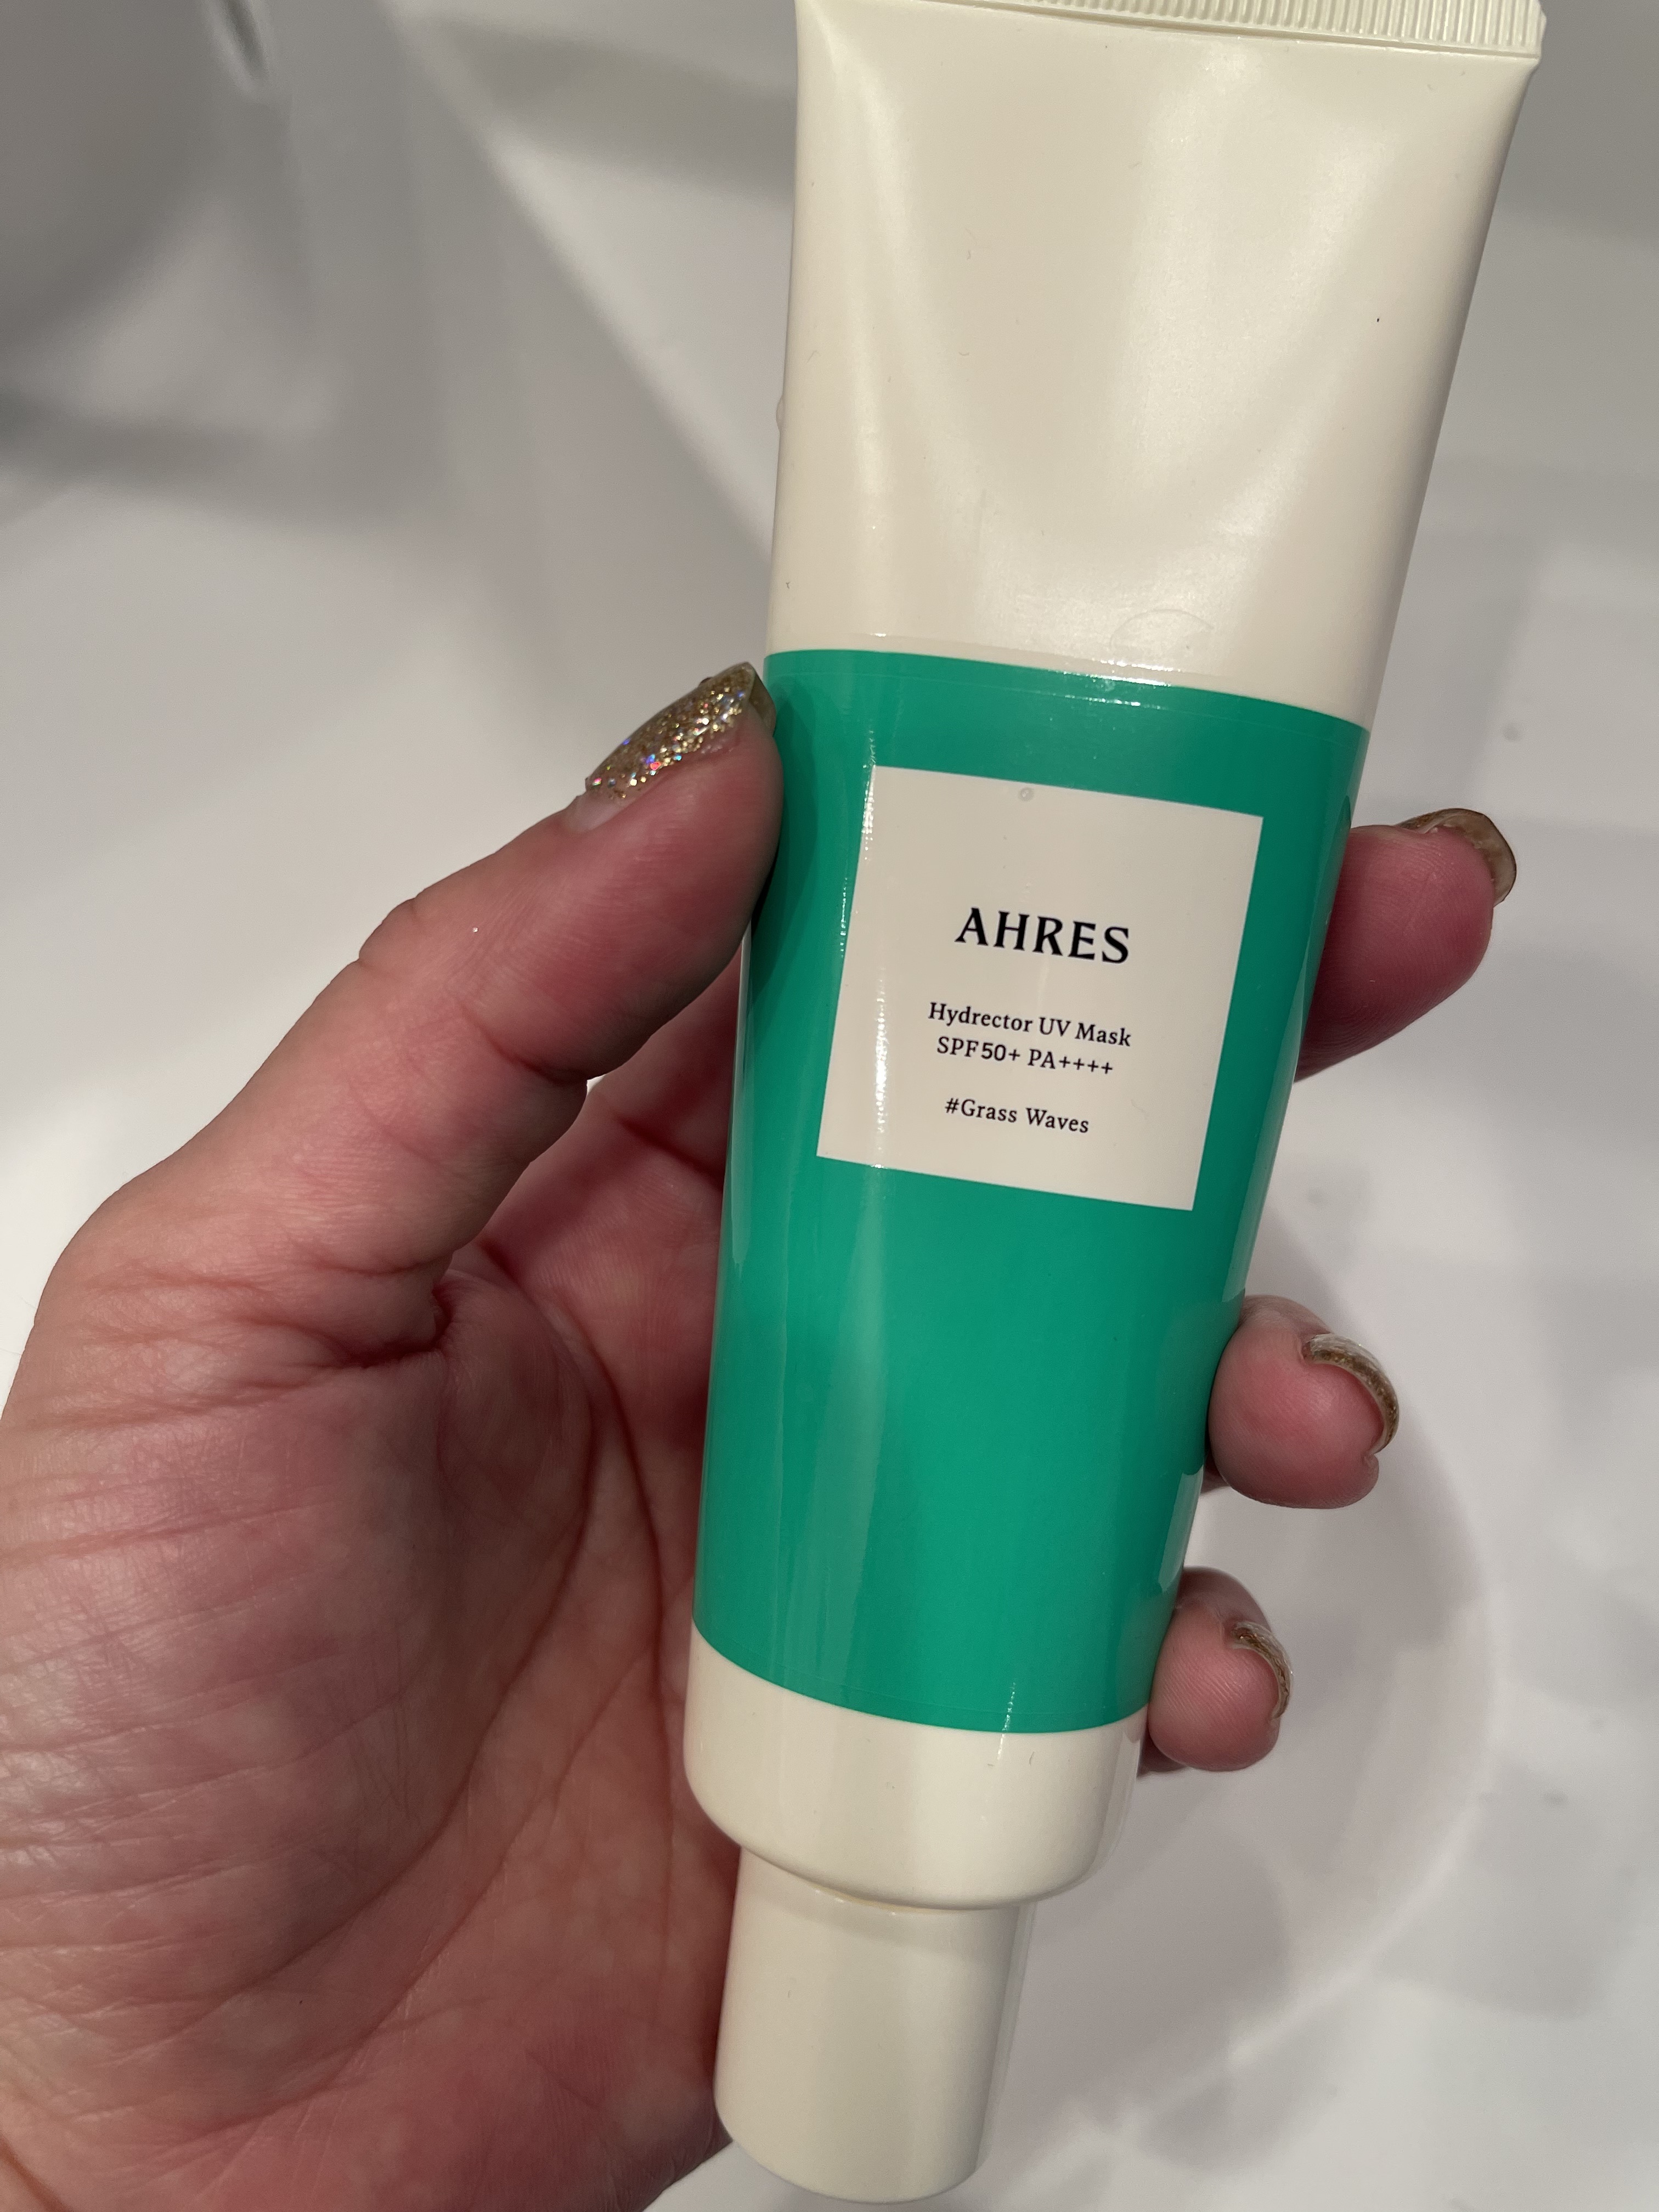 AHRES
Hydrector UV Mask
SPF50+ PA++++
#Grass Waves